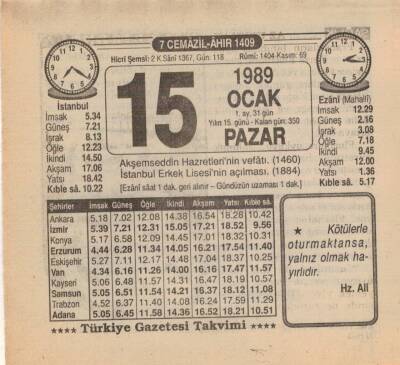 7 CEMÂZİL-ÂHIR 1409
Hicrî Şemsî: 2 K.Sâni 1367, Gün: 118 Rûmi: 1404-Kasım: 69
15
1989
OCAK
1. ay, 31 gün
Yılın 15. günü - Kalan gün: 350
PAZAR
İstanbul
İmsak 5.34
Güneş 7.21
İşrak 8.13
Öğle 12.23
İkindi 14.50
Akşam 17.06
Yatsı 18.42
Kıble sâ. 10.22
Ezânî (Mahallî)
İmsak 12.29
Güneş 2.16
İşrak 3.08
Öğle 7.18
İkindi 9.45
Akşam 12.00
Yatsı 1.36
Kıble sâ. 5.17
Akşemseddin Hazretleri'nin vefâtı. (1460)
İstanbul Erkek Lisesi'nin açılması. (1884)
[Ezânî sâat 1 dak. geri alınır – Gündüzün uzaması 1 dak.]
Şehirler İmsak Güneş Öğle İkindi Akşam Yatsı Kıble sâ.
Ankara 5.18 7.02 12.08 14.38 16.54 18.28 10.42
İzmir 5.39 7.21 12.31 15.05 17.21 18.52 9.56
Konya 5.17 6.58 12.09 14.45 17.01 18.32 10.31
Erzurum 4.44 6.28 11.34 14.05 16.21 17.54 11.40
Eskişehir 5.27 7.11 12.17 14.48 17.04 18.37 10.25
Van 4.34 6.16 11.26 14.00 16.16 17.47 11.57
Kayseri 5.06 6.48 11.57 14.31 16.47 18.18 10.57
Samsun 5.05 6.51 11.54 14.21 16.37 18.12 11.08
Trabzon 4.52 6.37 11.40 14.08 16.24 17.59 11.29
Adana 5.05 6.45 11.58 14.36 16.52 18.21 10.51
★ Kötülerle
oturmaktansa,
yalnız olmak ha-
yırlıdır.
Hz. Ali
★★★★ Türkiye Gazetesi Takvimi ★★★★